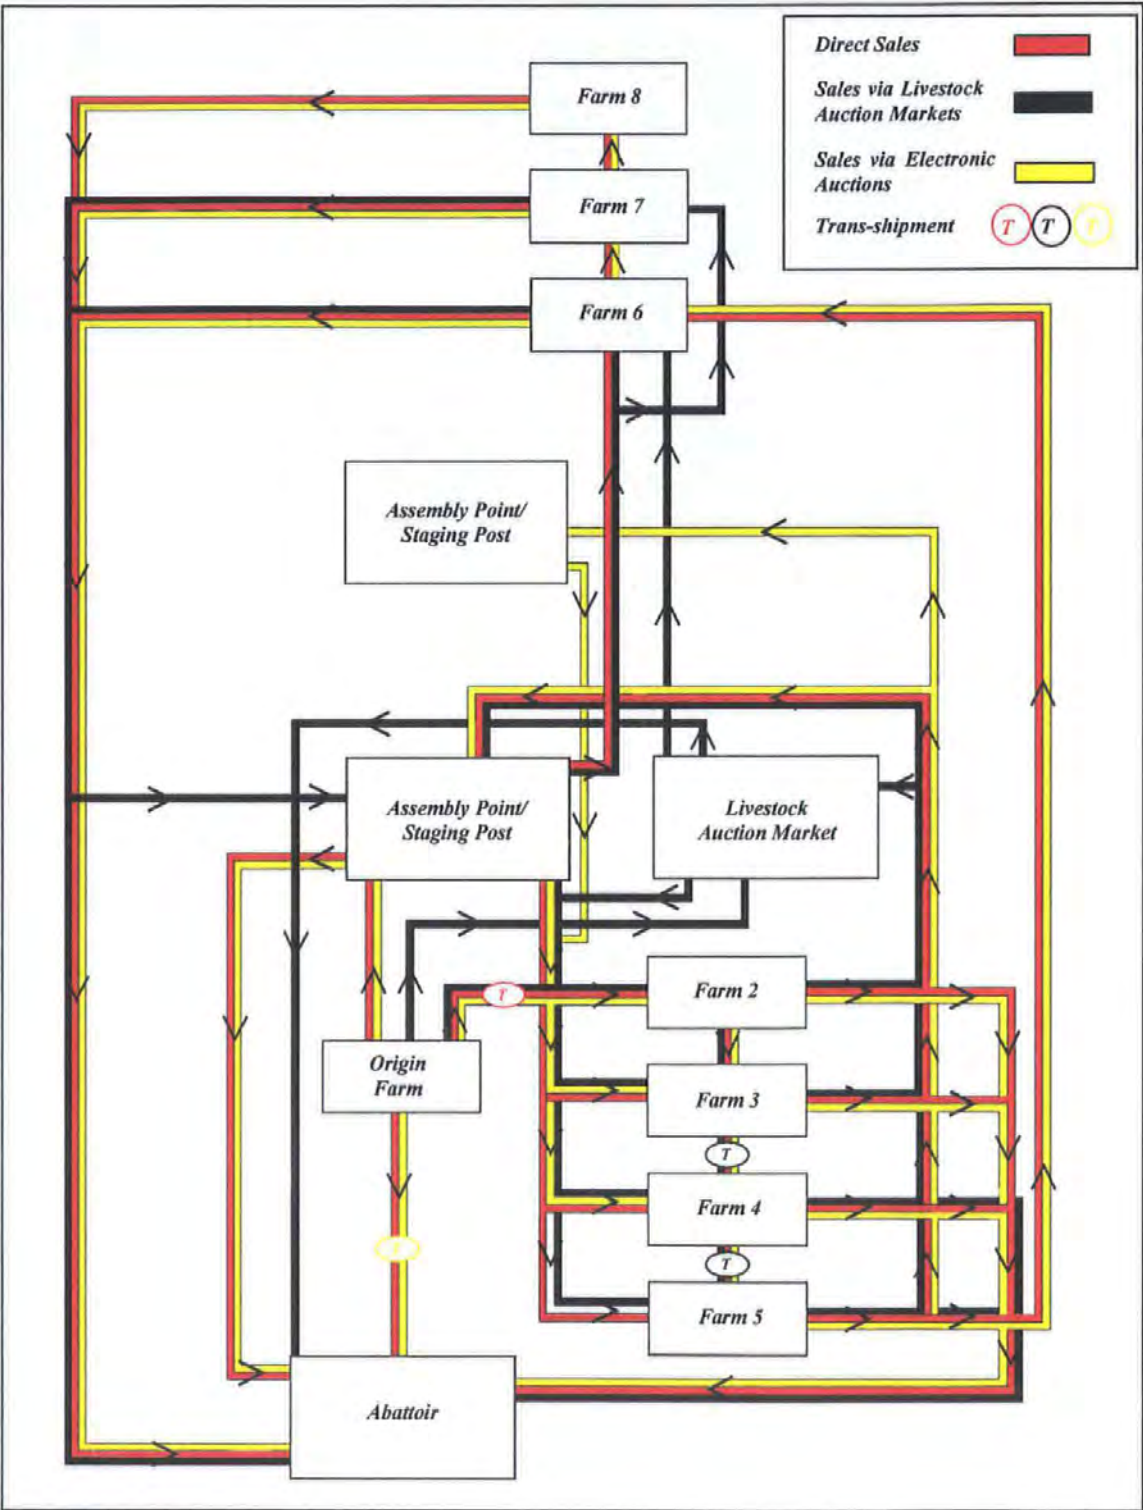 Direct Sales
Sales via Livestock
Auction Markets
Sales via Electronic
Auctions
Trans-shipment T T T
Farm 8
Farm 7
Farm 6
Assembly Point/
Staging Post
Assembly Point/
Staging Post
Livestock
Auction Market
T
Farm 2
Origin
Farm
Farm 3
T
Farm 4
T
T
Farm 5
Abattoir